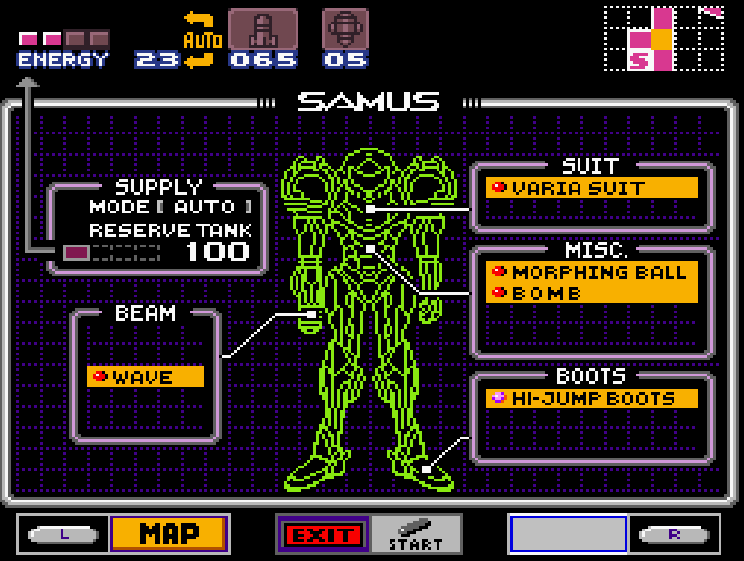 AUTO
ENERGY 23 065 05
S
SAMUS
SUPPLY
MODE [ AUTO ]
RESERVE TANK
100
SUIT
VARIA SUIT
MISC.
MORPHING BALL
BOMB
BEAM
WAVE
BOOTS
HI-JUMP BOOTS
L MAP EXIT START R